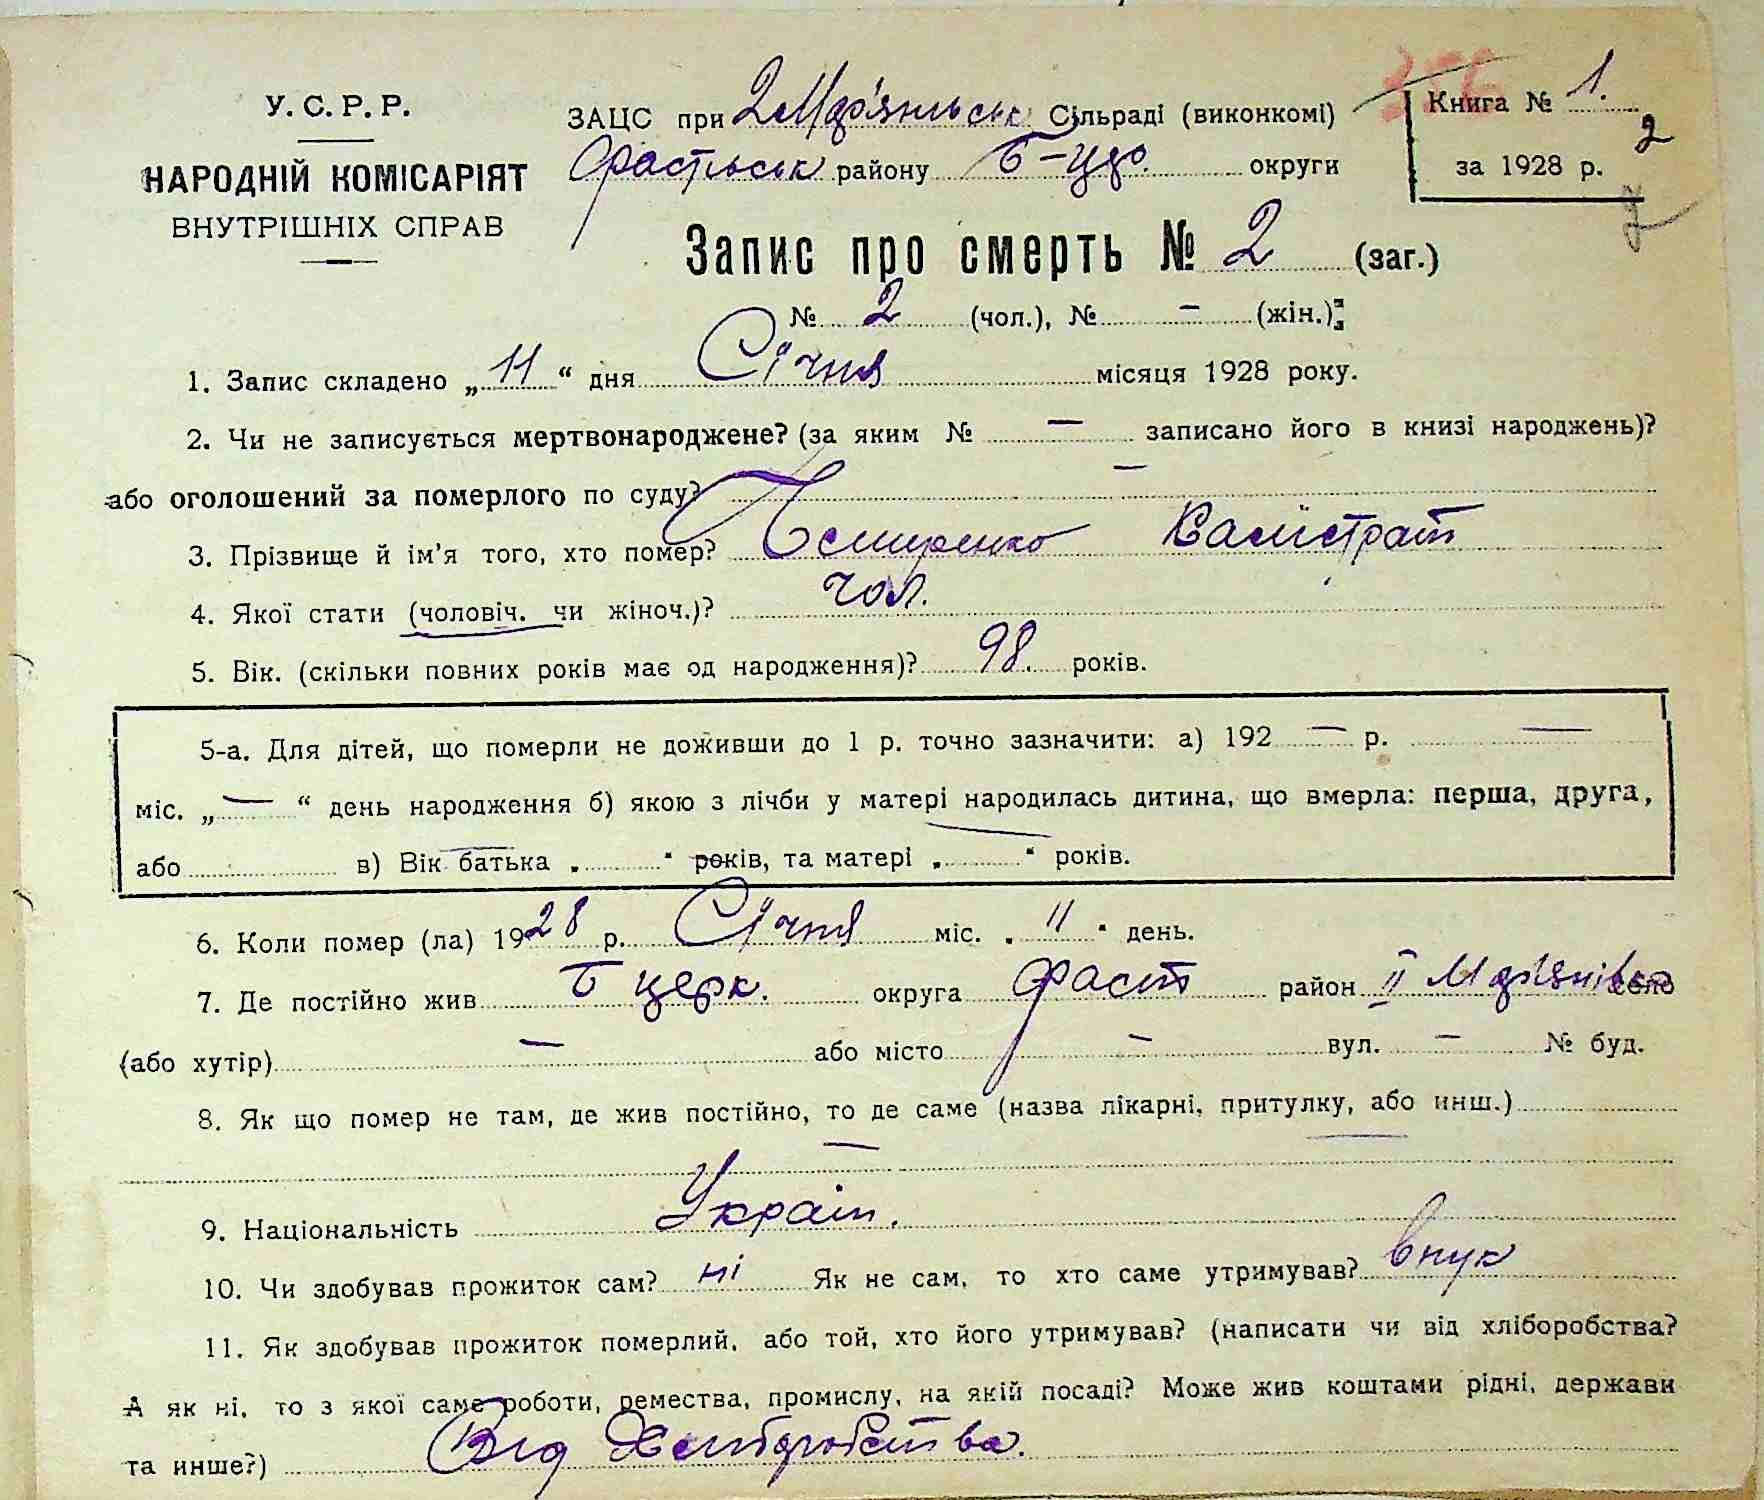 У.С.Р.Р.
НАРОДНІЙ КОМІСАРІЯТ
ВНУТРІШНІХ СПРАВ
ЗАЦС при Сільраді (виконкомі)
району Б-Цер. округи
Книга № 1.
2
за 1928 р.
Запис про смерть № 2 (заг.)
№ 2 (чол.), № — (жін.)
1. Запис складено „11“ дня Січня місяця 1928 року.
2. Чи не записується мертвонароджене? (за яким № — записано його в книзі народжень)?
або оголошений за померлого по суду? —
3. Прізвище й ім'я того, хто помер? Калістрат
4. Якої стати (чоловіч. чи жіноч.)? чол.
5. Вік. (скільки повних років має од народження)? 98. років.
5-а. Для дітей, що померли не доживши до 1 р. точно зазначити: а) 192 — р. —
міс. „—“ день народження б) якою з лічби у матері народилась дитина, що вмерла: перша, друга,
або в) Вік батька „ “ років, та матері „ “ років.
6. Коли помер (ла) 1928 р. Січня міс. „11“ день.
7. Де постійно жив Б церк. округа Фаст район ІІ село
(або хутір) — або місто — вул. — № буд.
8. Як що помер не там, де жив постійно, то де саме (назва лікарні, притулку, або инш.)
—
9. Національність Україн.
10. Чи здобував прожиток сам? ні Як не сам, то хто саме утримував? внук
11. Як здобував прожиток померлий, або той, хто його утримував? (написати чи від хліборобства?
А як ні, то з якої саме роботи, ремества, промислу, на якій посаді? Може жив коштами рідні, держави
та инше?) Від Хліборобства.